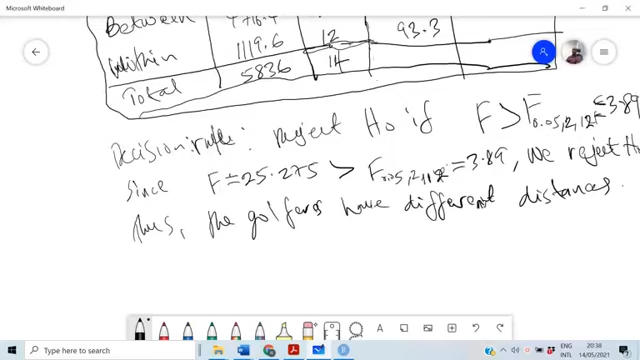 Microsoft Whiteboard
Between 4716.4
Within 1119.6 12 93.3
Total 5836 14
Decision rule: reject Ho if F > F0.05,2,12 = 3.89
since F = 25.275 > F0.05,2,12 = 3.89, we reject Ho
thus, the golfers have different distances.
Type here to search
ENG 20:38
INTL 14/05/2021